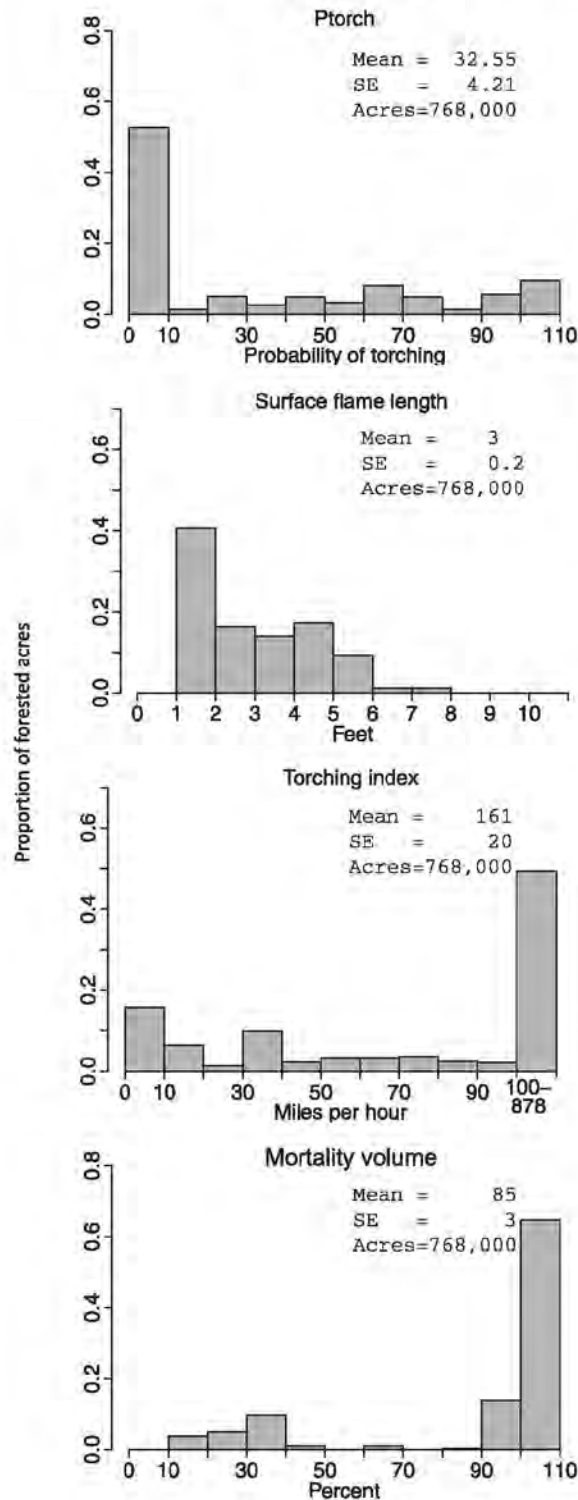 Proportion of forested acres
Ptorch
Mean = 32.55
SE = 4.21
Acres=768,000
0.8
0.6
0.4
0.2
0.0
0 10 30 50 70 90 110
Probability of torching
Surface flame length
Mean = 3
SE = 0.2
Acres=768,000
0.6
0.4
0.2
0.0
0 1 2 3 4 5 6 7 8 9 10
Feet
Torching index
Mean = 161
SE = 20
Acres=768,000
0.6
0.4
0.2
0.0
0 10 30 50 70 90 100–
878
Miles per hour
Mortality volume
Mean = 85
SE = 3
Acres=768,000
0.8
0.6
0.4
0.2
0.0
0 10 30 50 70 90 110
Percent